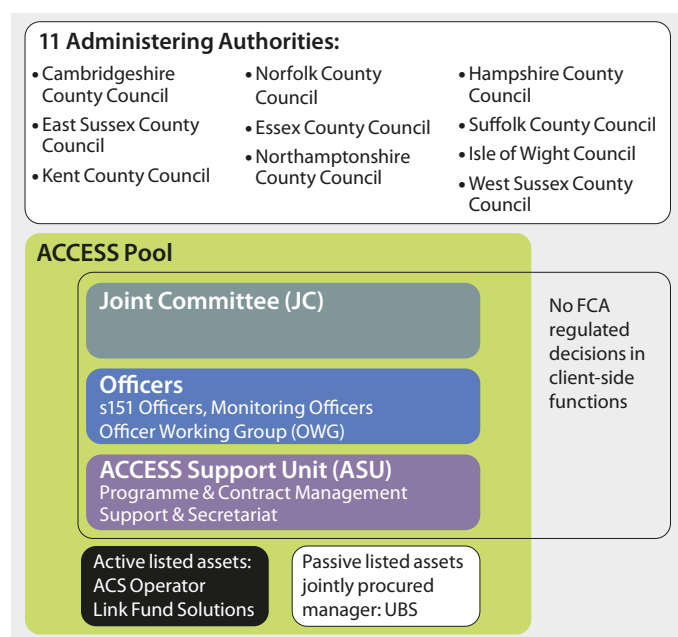 11 Administering Authorities:
• Cambridgeshire
County Council
• East Sussex County
Council
• Kent County Council
• Norfolk County
Council
• Essex County Council
• Northamptonshire
County Council
• Hampshire County
Council
• Suffolk County Council
• Isle of Wight Council
• West Sussex County
Council
ACCESS Pool
Joint Committee (JC)
Officers
s151 Officers, Monitoring Officers
Officer Working Group (OWG)
ACCESS Support Unit (ASU)
Programme & Contract Management
Support & Secretariat
No FCA
regulated
decisions in
client-side
functions
Active listed assets:
ACS Operator
Link Fund Solutions
Passive listed assets
jointly procured
manager: UBS